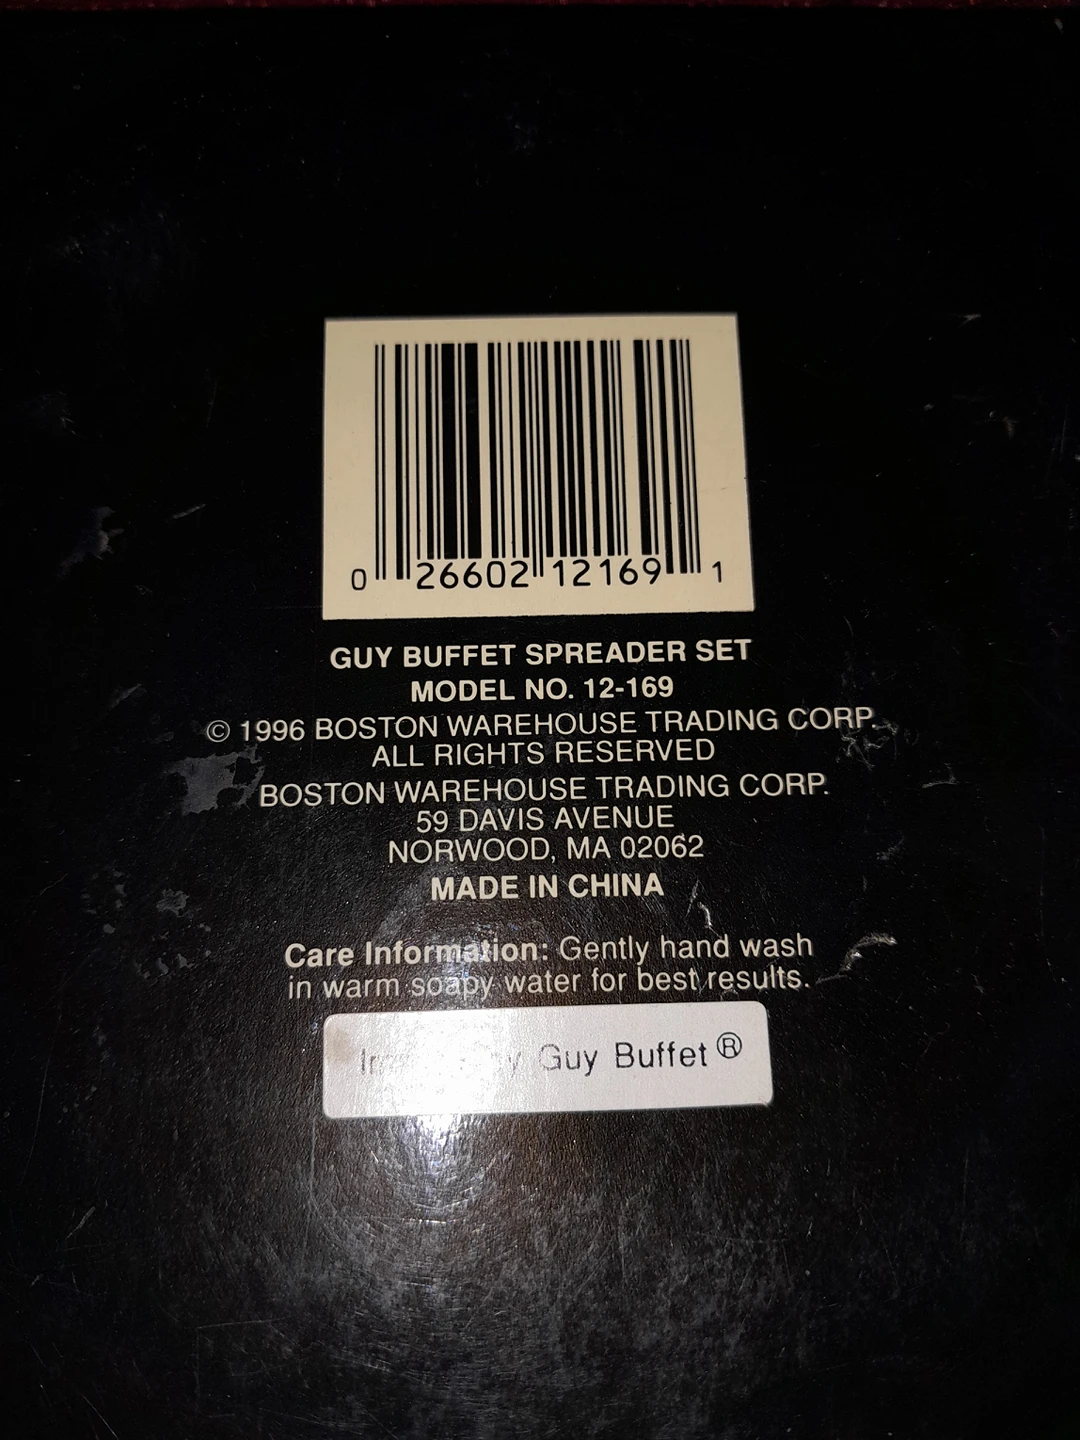 0 26602 12169 1
GUY BUFFET SPREADER SET
MODEL NO. 12-169
© 1996 BOSTON WAREHOUSE TRADING CORP.
ALL RIGHTS RESERVED
BOSTON WAREHOUSE TRADING CORP.
59 DAVIS AVENUE
NORWOOD, MA 02062
MADE IN CHINA
Care Information: Gently hand wash
in warm soapy water for best results.
Guy Buffet®